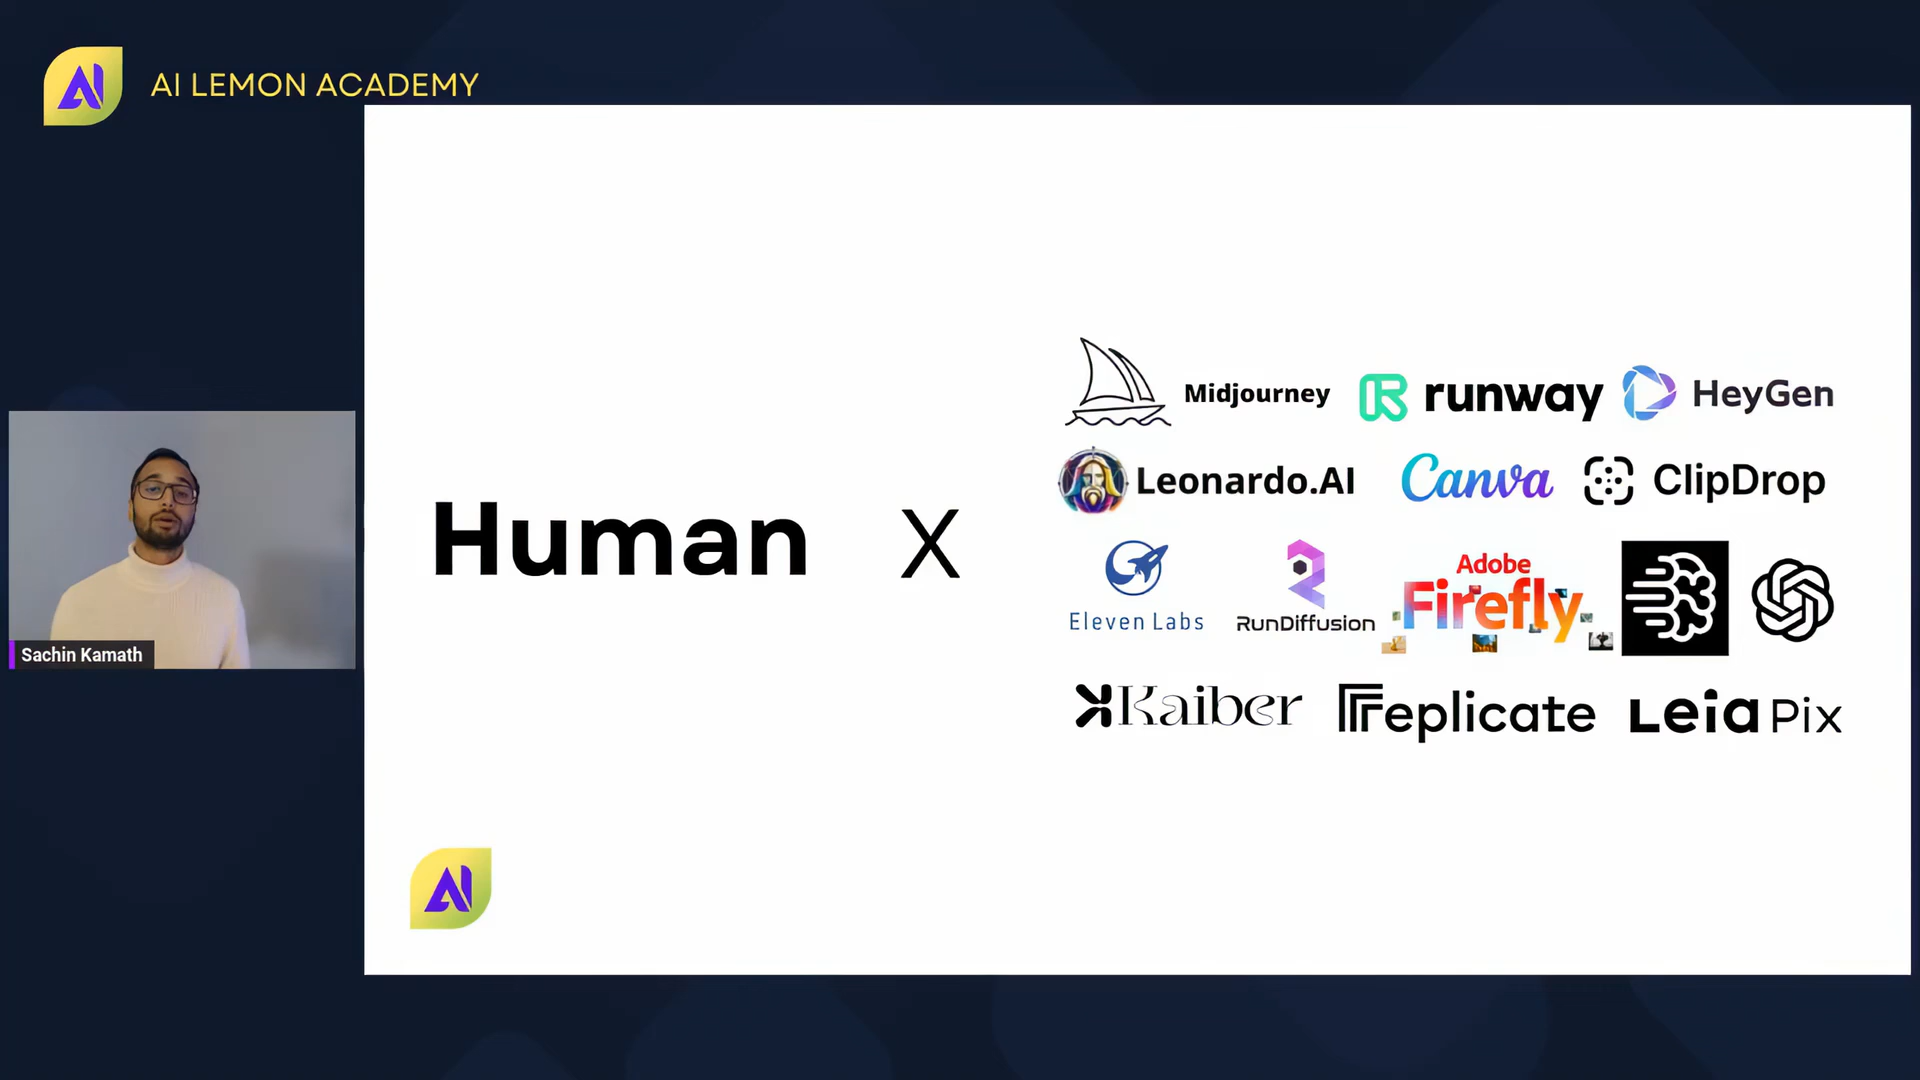 AI LEMON ACADEMY
Sachin Kamath
Human X
Midjourney
runway
HeyGen
Leonardo.AI
Canva
ClipDrop
Eleven Labs
RunDiffusion
Adobe
Firefly
Kaiber
replicate
Leia Pix
AI